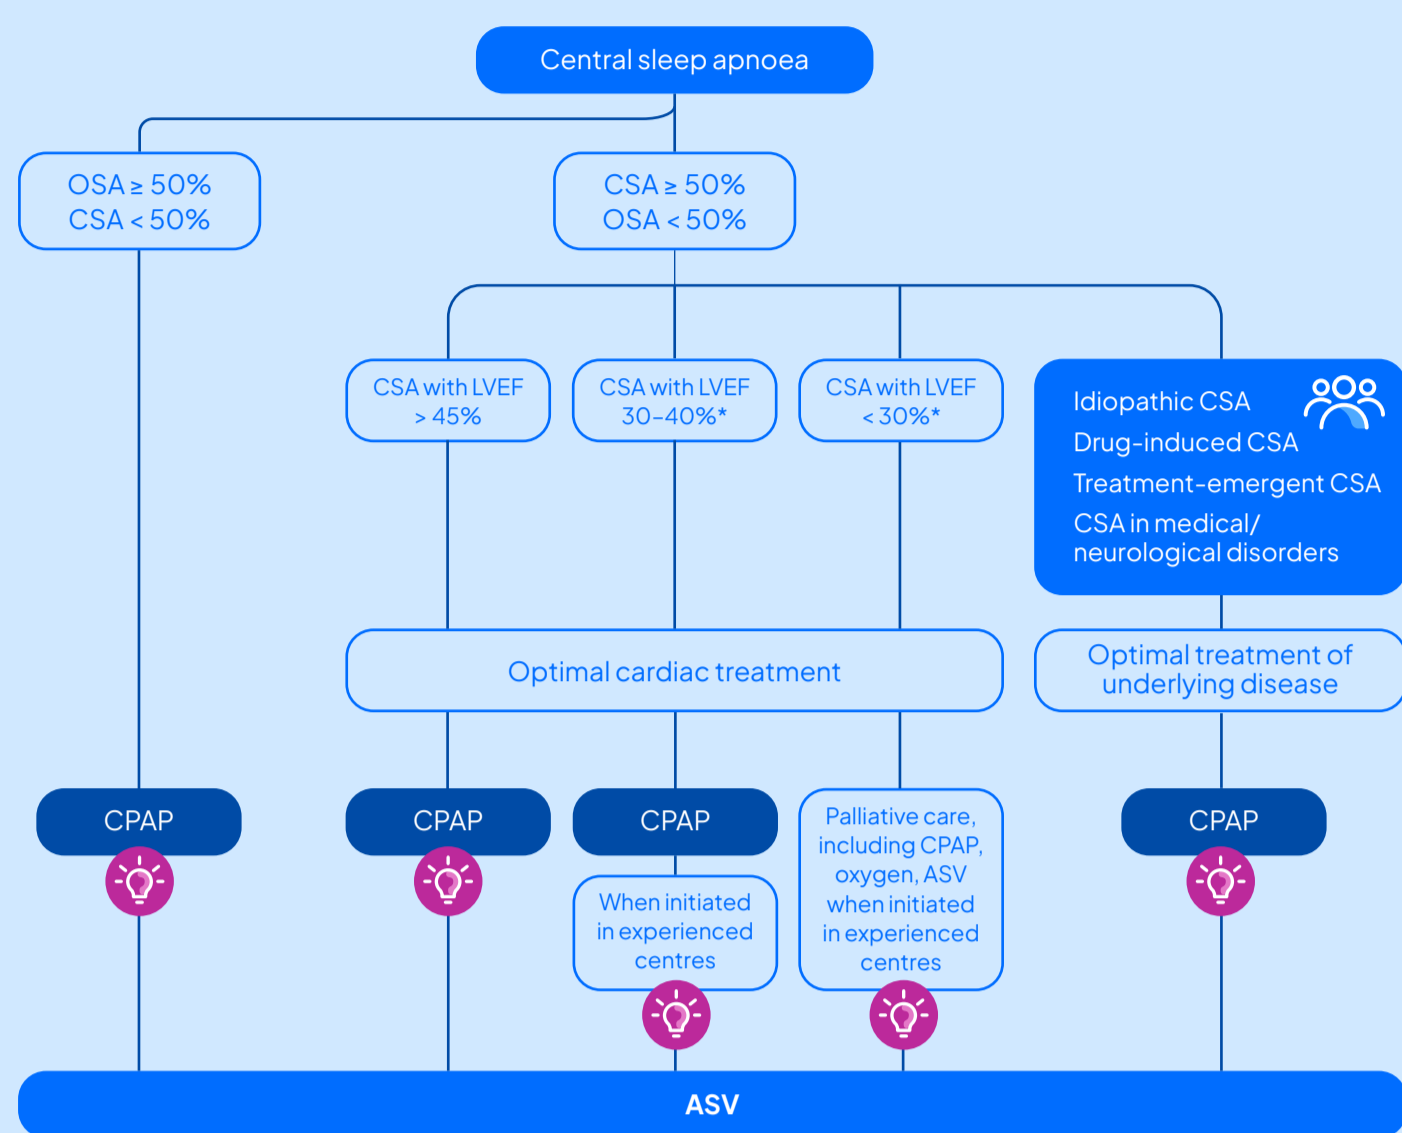 Central sleep apnoea
OSA ≥ 50%
CSA < 50%
CSA ≥ 50%
OSA < 50%
CSA with LVEF
> 45%
CSA with LVEF
30–40%*
CSA with LVEF
< 30%*
Idiopathic CSA
Drug-induced CSA
Treatment-emergent CSA
CSA in medical/
neurological disorders
Optimal cardiac treatment
Optimal treatment of
underlying disease
CPAP
CPAP
CPAP
When initiated
in experienced
centres
Palliative care,
including CPAP,
oxygen, ASV
when initiated
in experienced
centres
CPAP
ASV